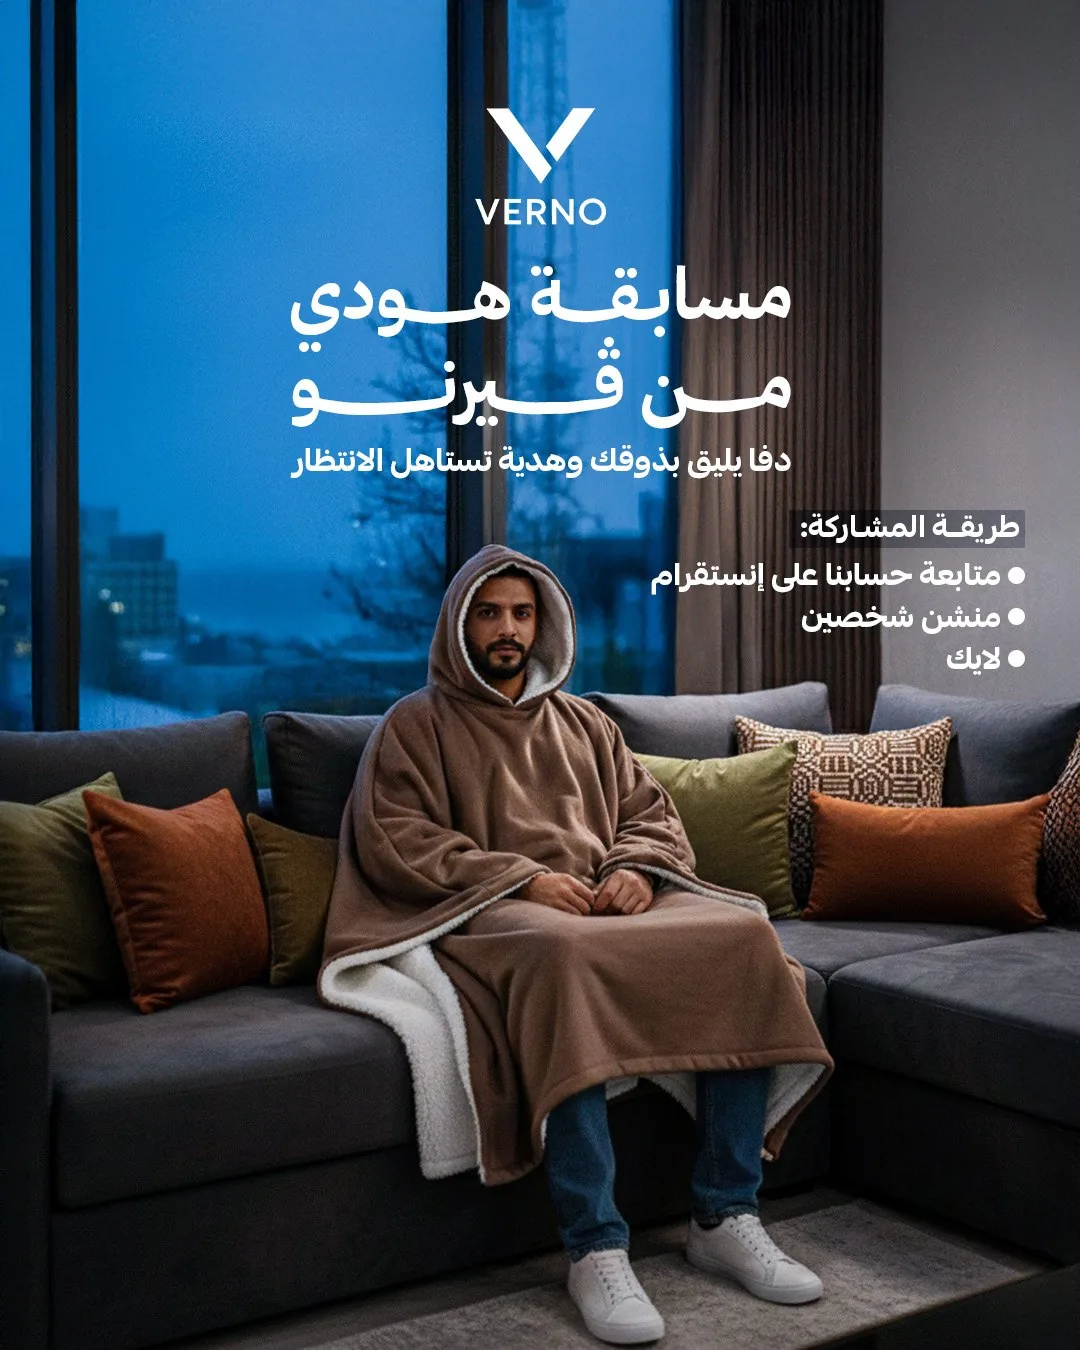 VERNO
مسابقة هودي
من ڤيرنو
دفا يليق بذوقك وهدية تستاهل الانتظار
طريقة المشاركة:
● متابعة حسابنا على إنستقرام
● منشن شخصين
● لايك